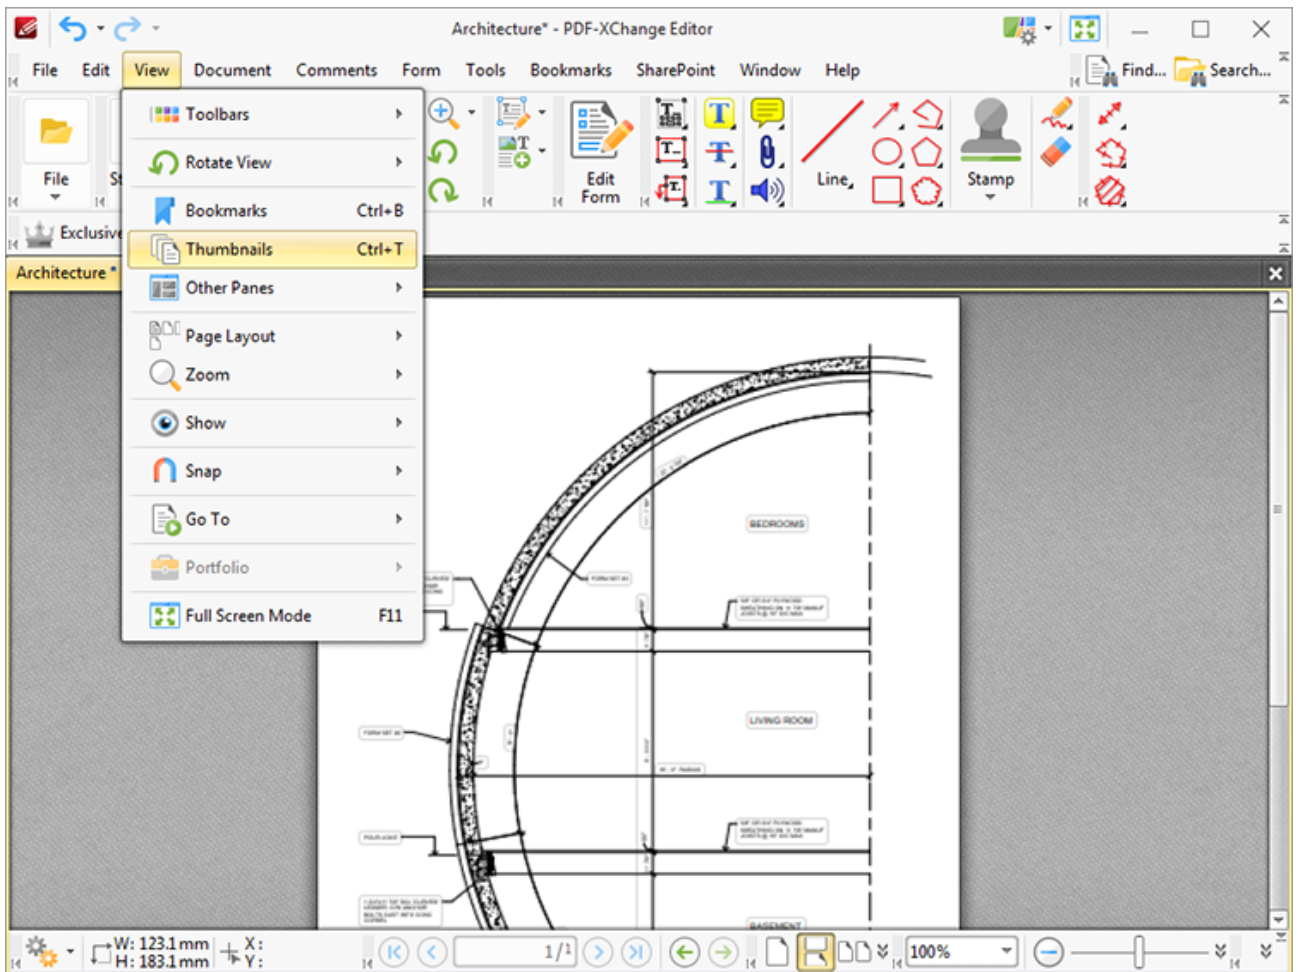 Architecture* - PDF-XChange Editor
File Edit View Document Comments Form Tools Bookmarks SharePoint Window Help Find... Search...
Toolbars
Rotate View
Bookmarks Ctrl+B
Thumbnails Ctrl+T
Other Panes
Page Layout
Zoom
Show
Snap
Go To
Portfolio
Full Screen Mode F11
File
Edit
Form
Line
Stamp
Exclusive
Architecture *
BEDROOMS
LIVING ROOM
BASEMENT
W: 123.1 mm
H: 183.1 mm
X:
Y:
1/1
100%